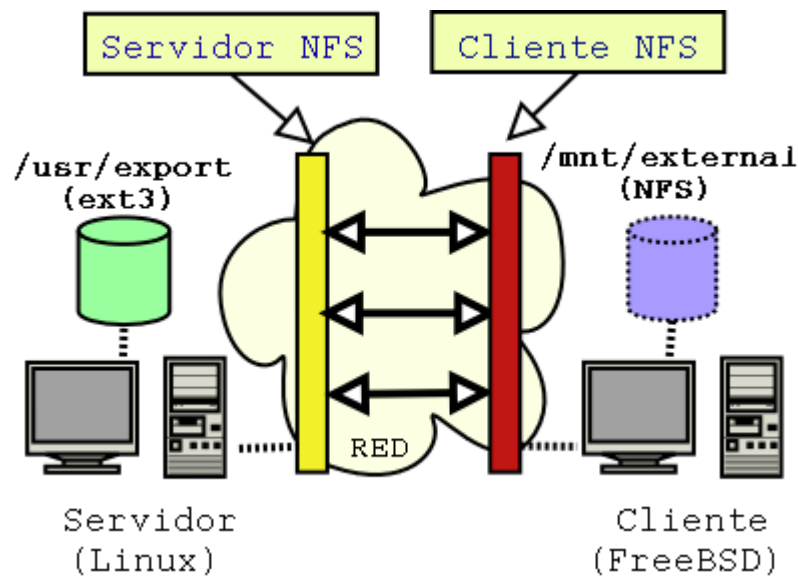 Servidor NFS
Cliente NFS
/usr/export
(ext3)
/mnt/external
(NFS)
RED
Servidor
(Linux)
Cliente
(FreeBSD)